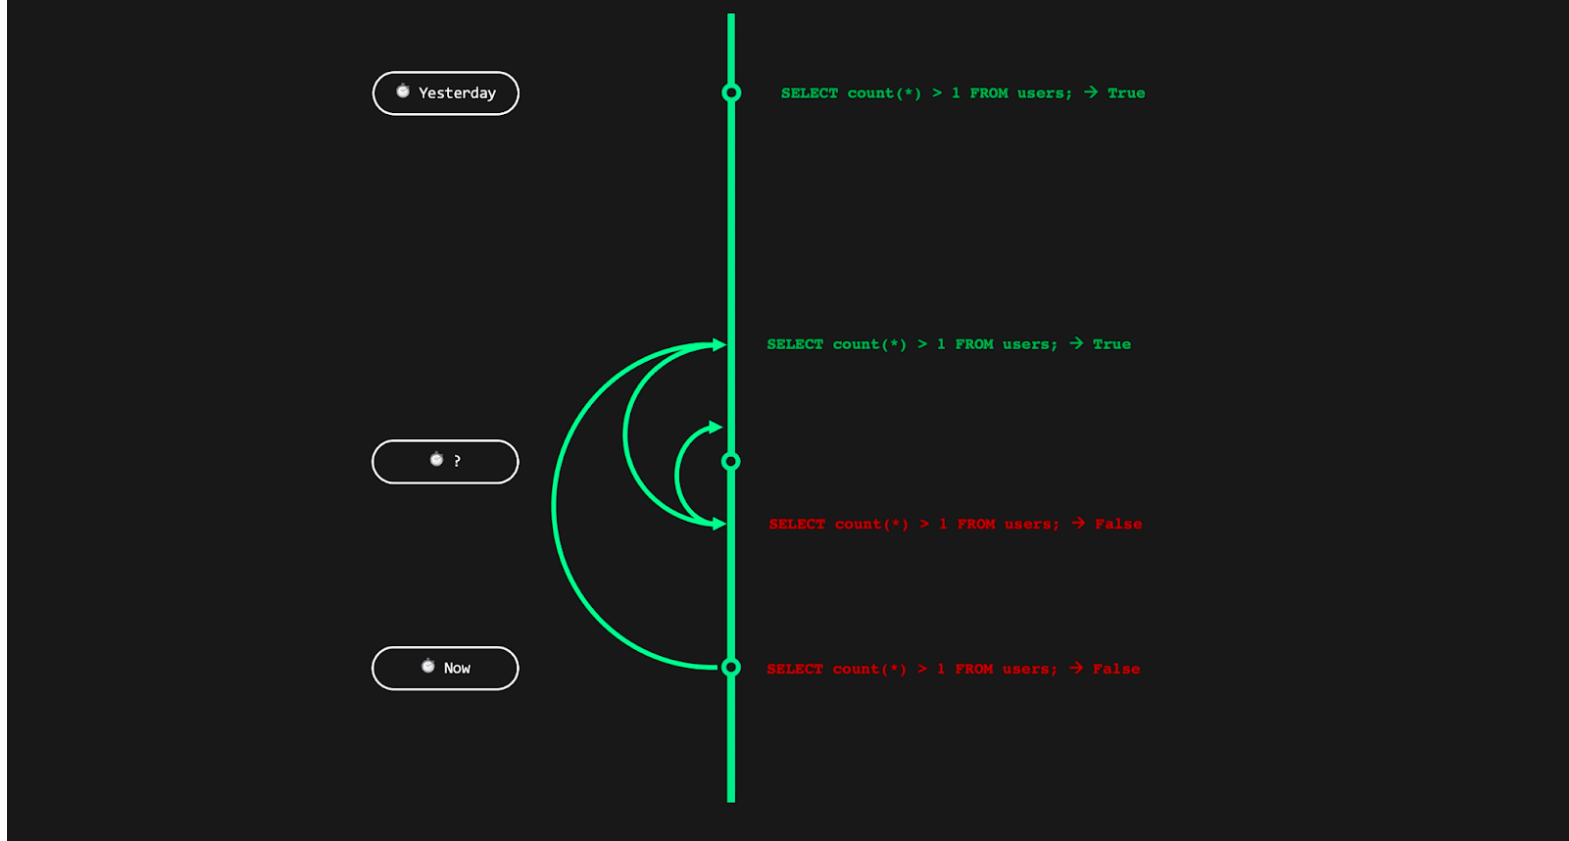 Yesterday
SELECT count(*) > 1 FROM users; → True
SELECT count(*) > 1 FROM users; → True
?
SELECT count(*) > 1 FROM users; → False
Now
SELECT count(*) > 1 FROM users; → False